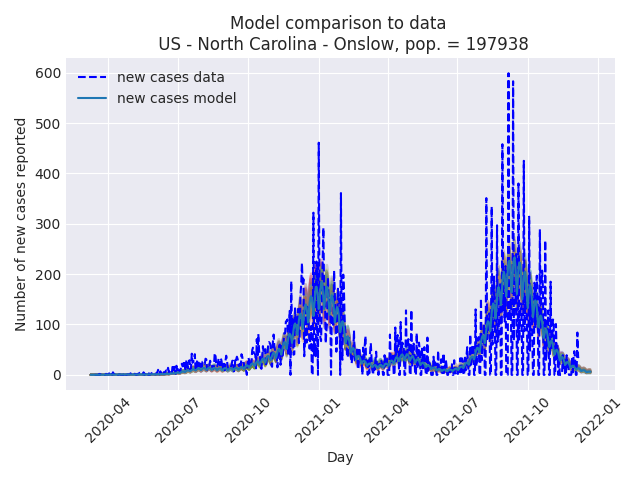 Model comparison to data
US - North Carolina - Onslow, pop. = 197938
new cases data
new cases model
Number of new cases reported
600
500
400
300
200
100
0
2020-04
2020-07
2020-10
2021-01
2021-04
2021-07
2021-10
2022-01
Day